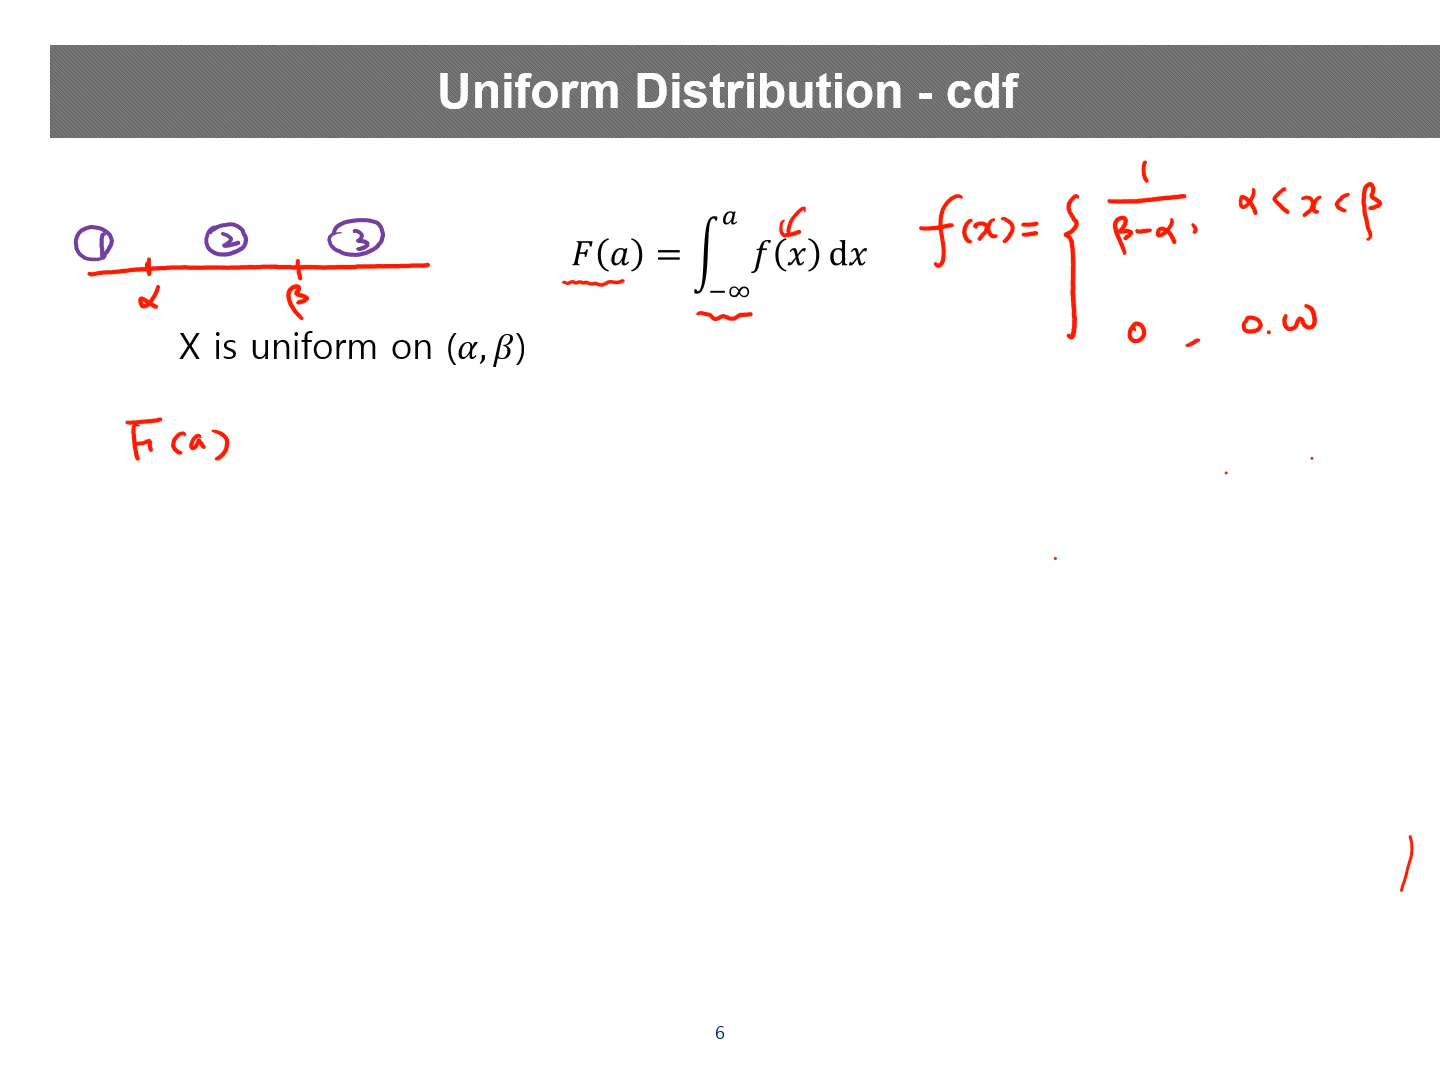 Uniform Distribution - cdf
① ② ③
α β
F(a) = ∫_{-∞}^{a} f(x) dx
f(x) = { 1/(β-α), α < x < β
0, o.w
X is uniform on (α, β)
F(a)
6